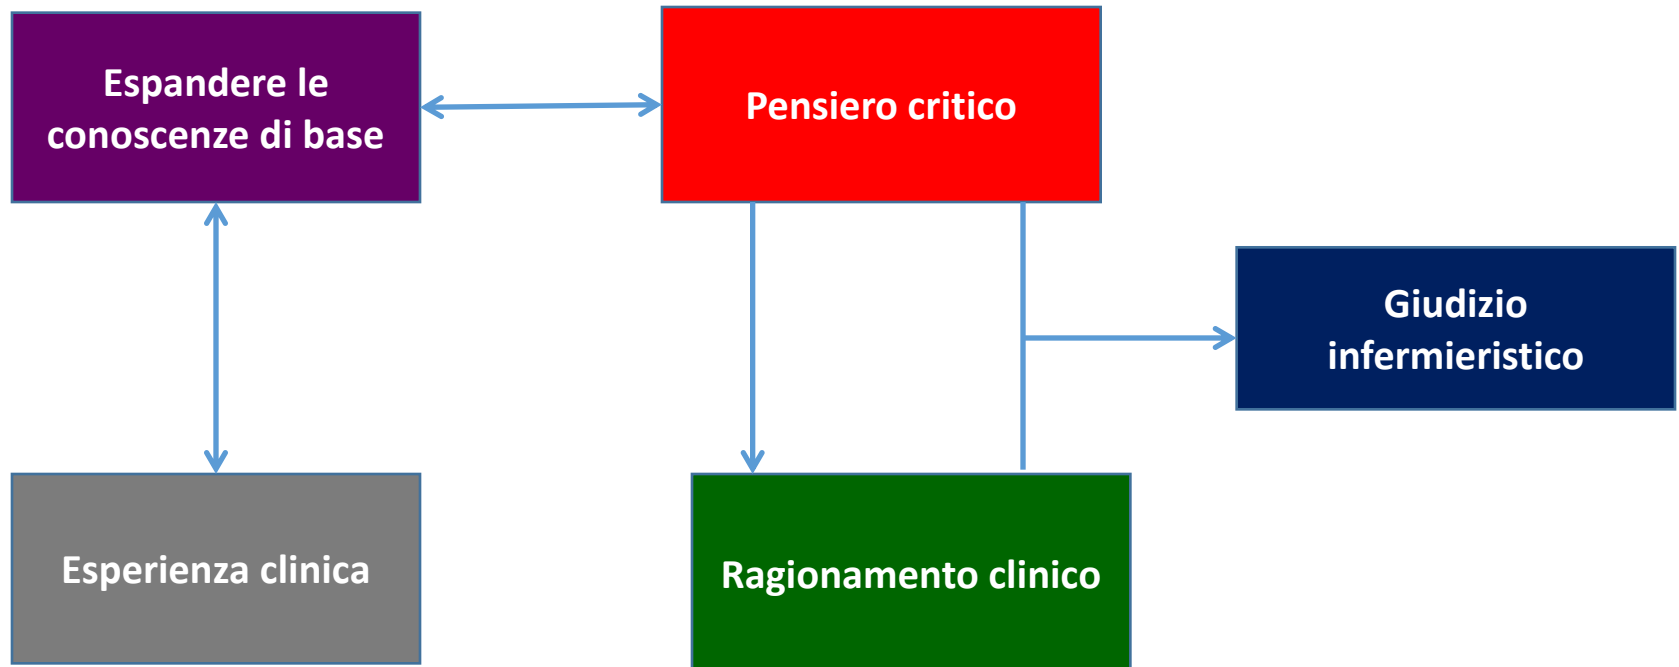 Espandere le
conoscenze di base
Pensiero critico
Giudizio
infermieristico
Esperienza clinica
Ragionamento clinico